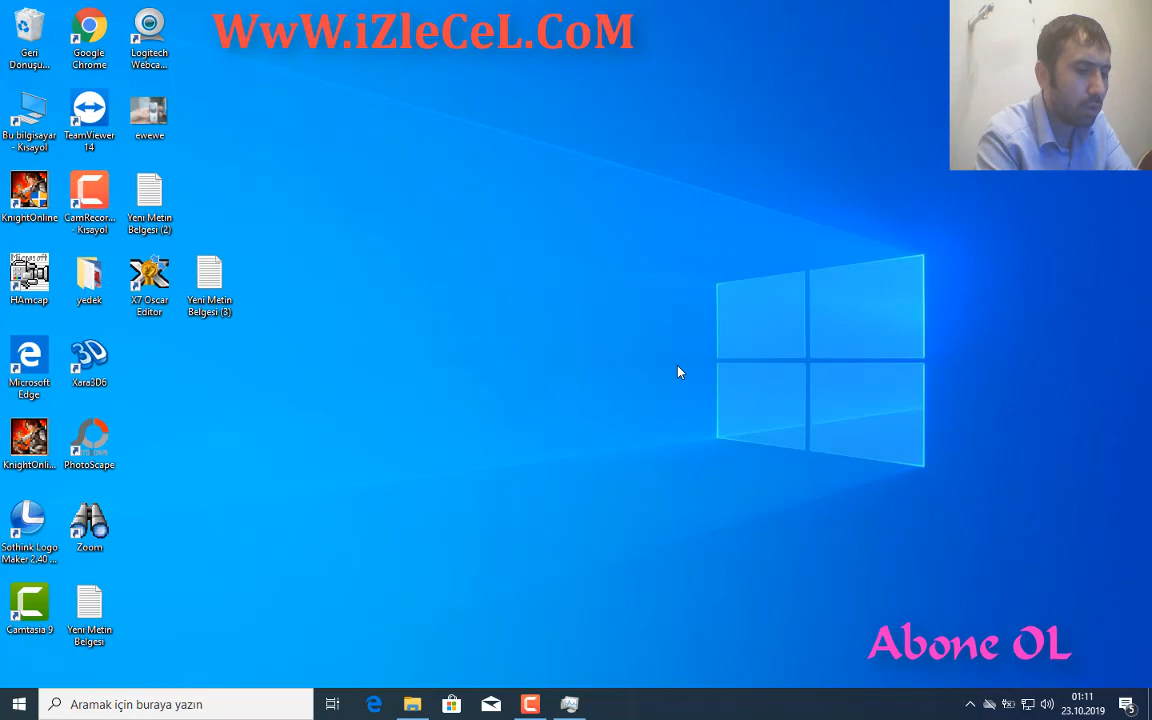 WwW.iZleCeL.CoM
Geri
Dönüşü...
Google
Chrome
Logitech
Webca...
Bu bilgisayar
- Kısayol
TeamViewer
14
ewewe
KnightOnline
CamRecor...
- Kısayol
Yeni Metin
Belgesi (2)
Microsoft
HAmcap
yedek
X7 Oscar
Editor
Yeni Metin
Belgesi (3)
Microsoft
Edge
3D
Xara3D6
KnightOnli...
PhotoScape
Sothink Logo
Maker 2.40 ...
Zoom
Camtasia 9
Yeni Metin
Belgesi
Abone OL
Aramak için buraya yazın
01:11
23.10.2019
5